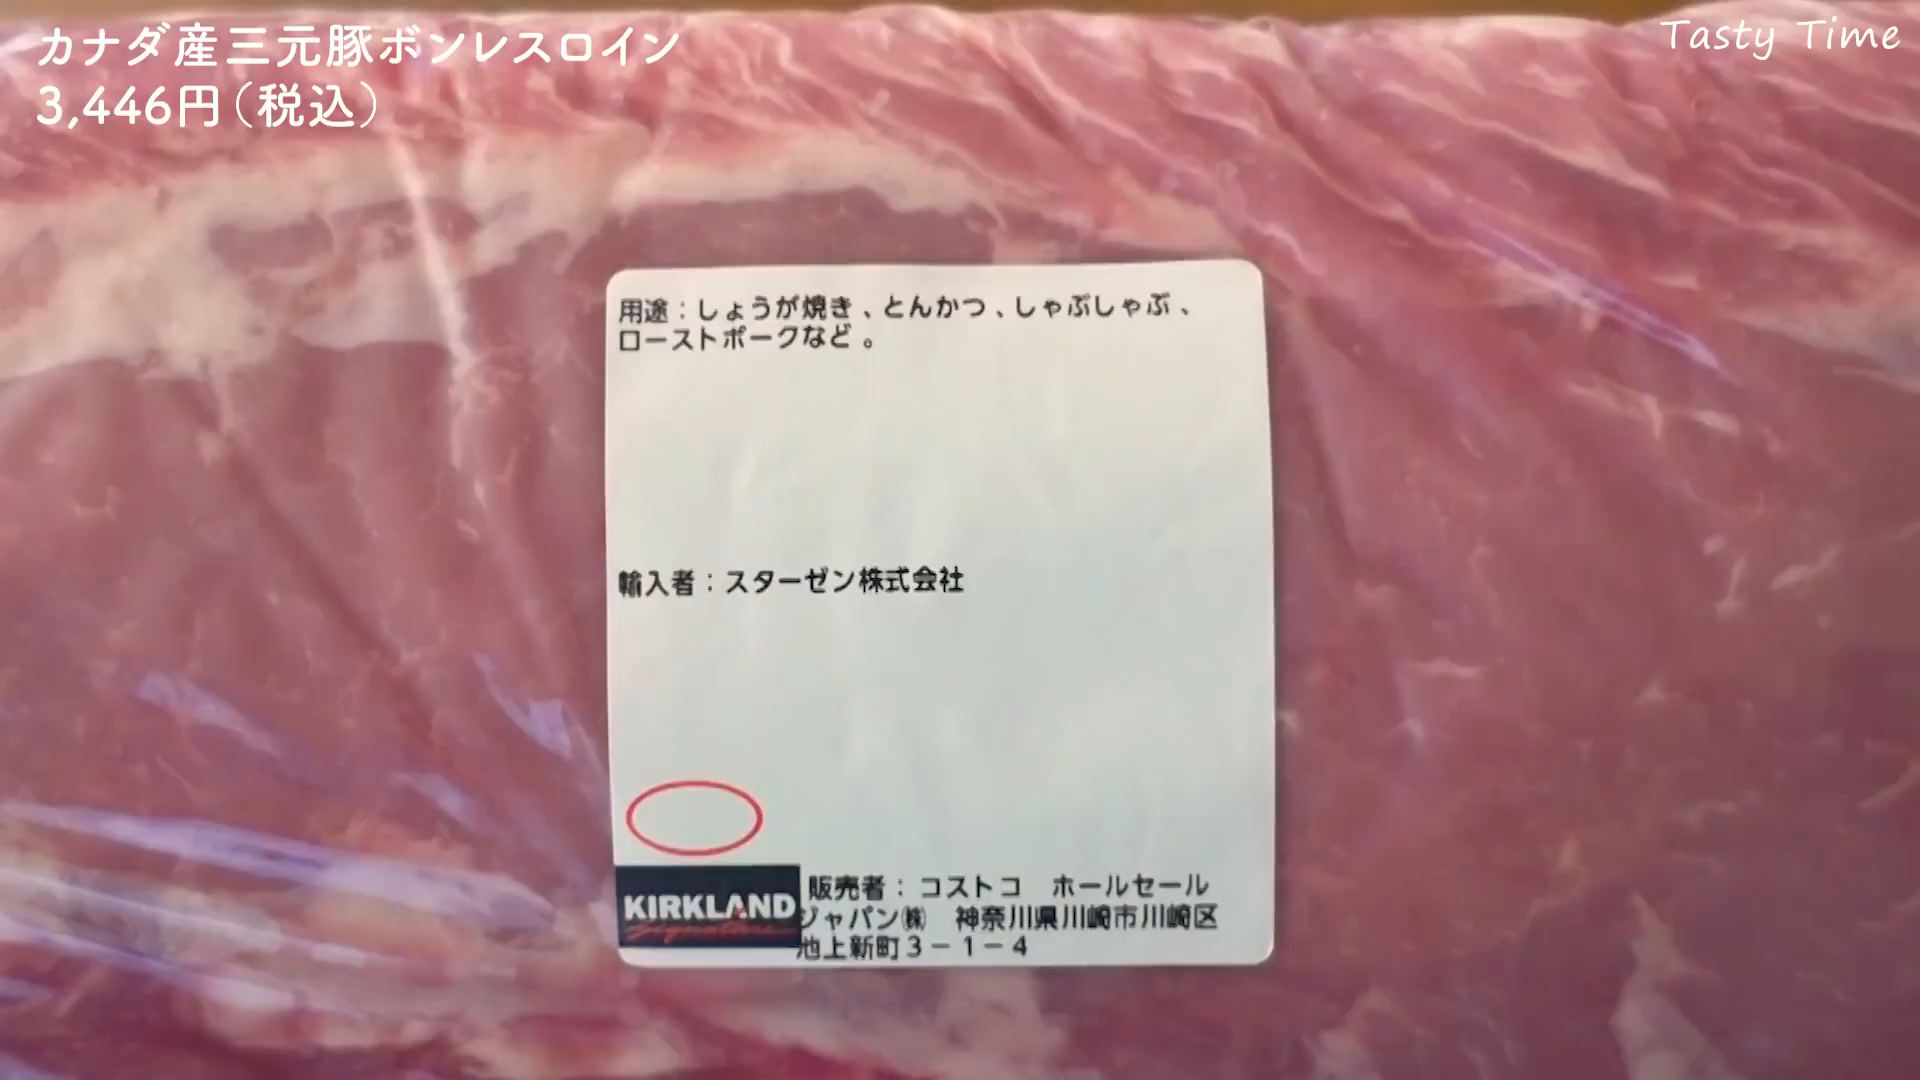 カナダ産三元豚ボンレスロイン
3,446円(税込)
Tasty Time
用途：しょうが焼き、とんかつ、しゃぶしゃぶ、
ローストポークなど。
輸入者：スターゼン株式会社
KIRKLAND
Signature
販売者：コストコ　ホールセール
ジャパン㈱　神奈川県川崎市川崎区
池上新町３－１－４